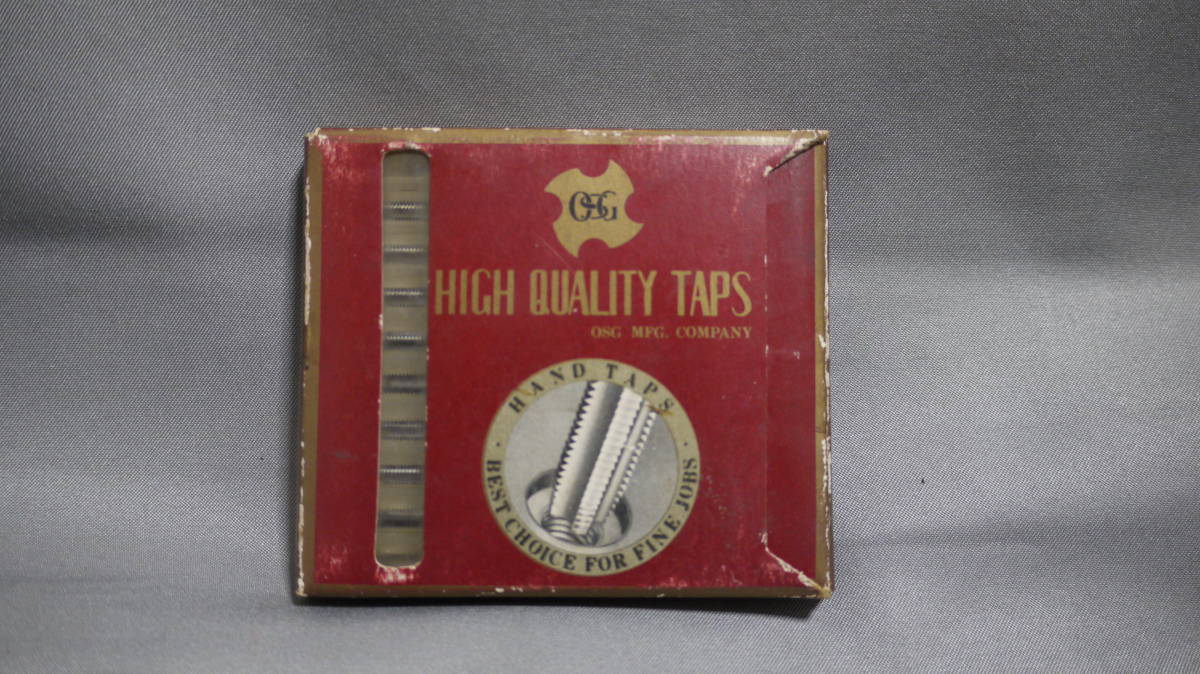 OSG
HIGH QUALITY TAPS
OSG MFG. COMPANY
HAND TAPS
· BEST CHOICE FOR FINE JOBS ·